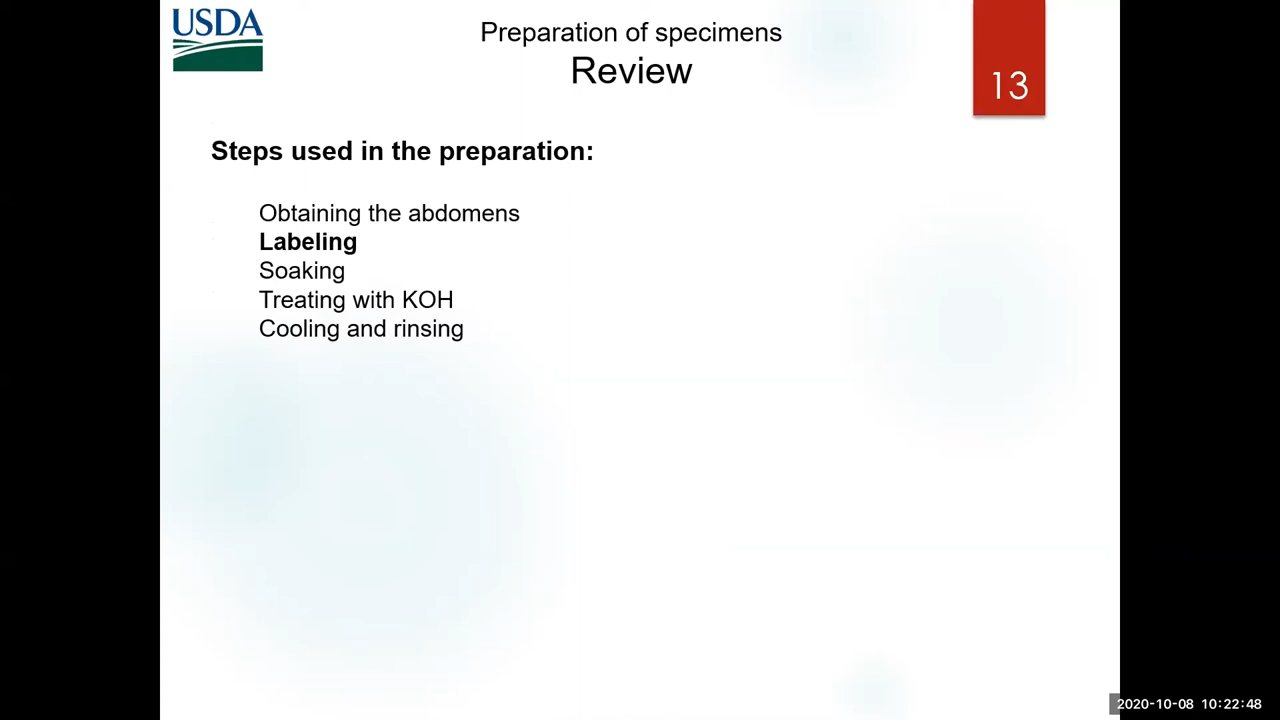 USDA
Preparation of specimens
Review
13
Steps used in the preparation:
Obtaining the abdomens
Labeling
Soaking
Treating with KOH
Cooling and rinsing
2020-10-08 10:22:48